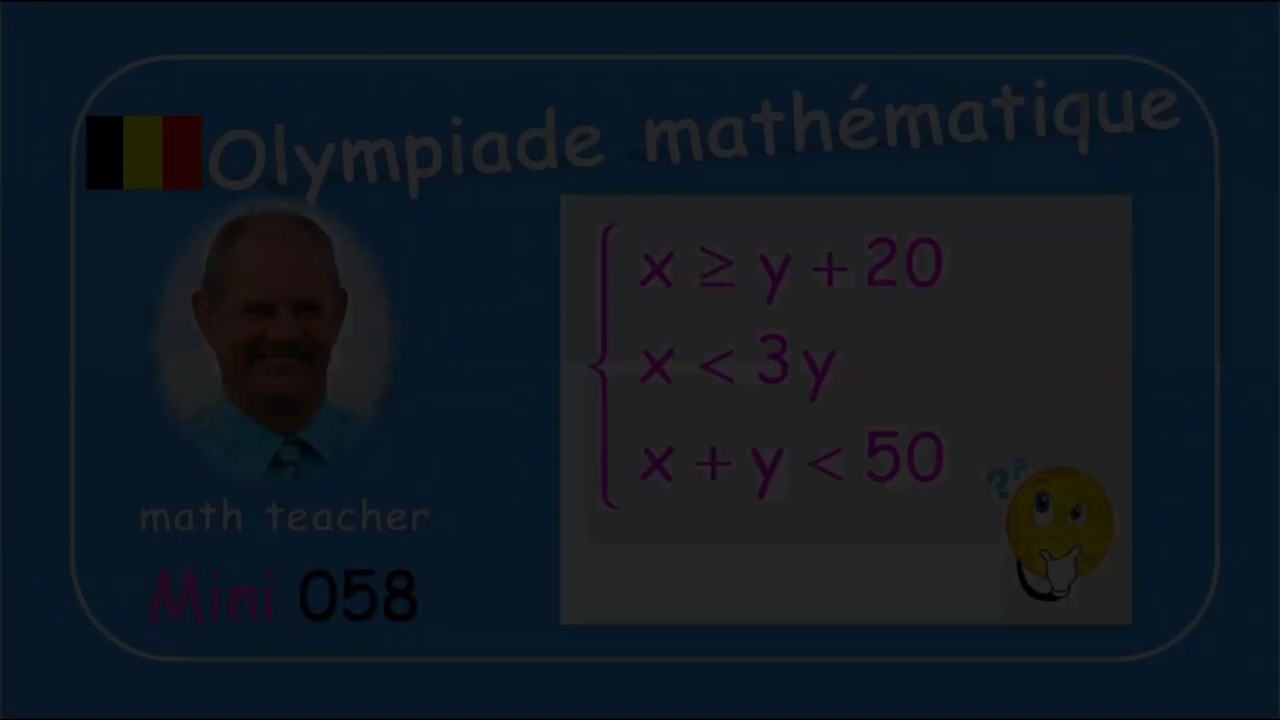 Olympiade mathématique
x ≥ y + 20
x < 3y
x + y < 50
??
math teacher
Mini 058